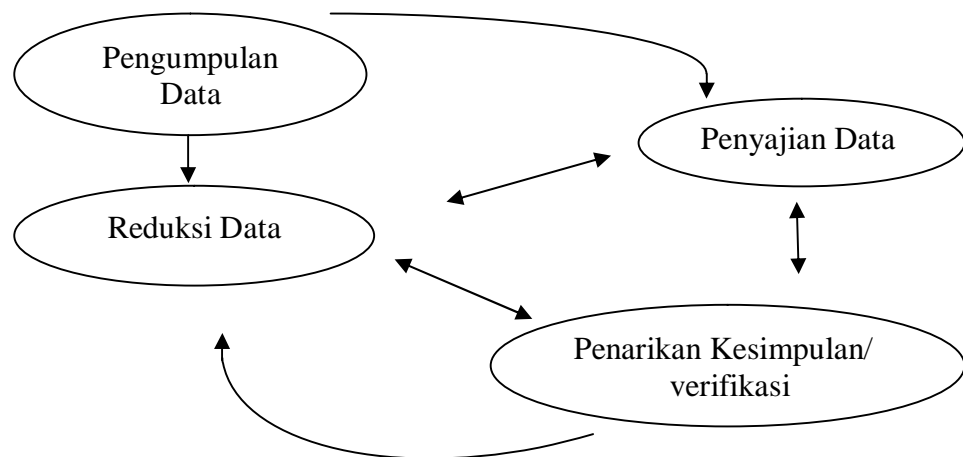 Pengumpulan
Data
Penyajian Data
Reduksi Data
Penarikan Kesimpulan/
verifikasi